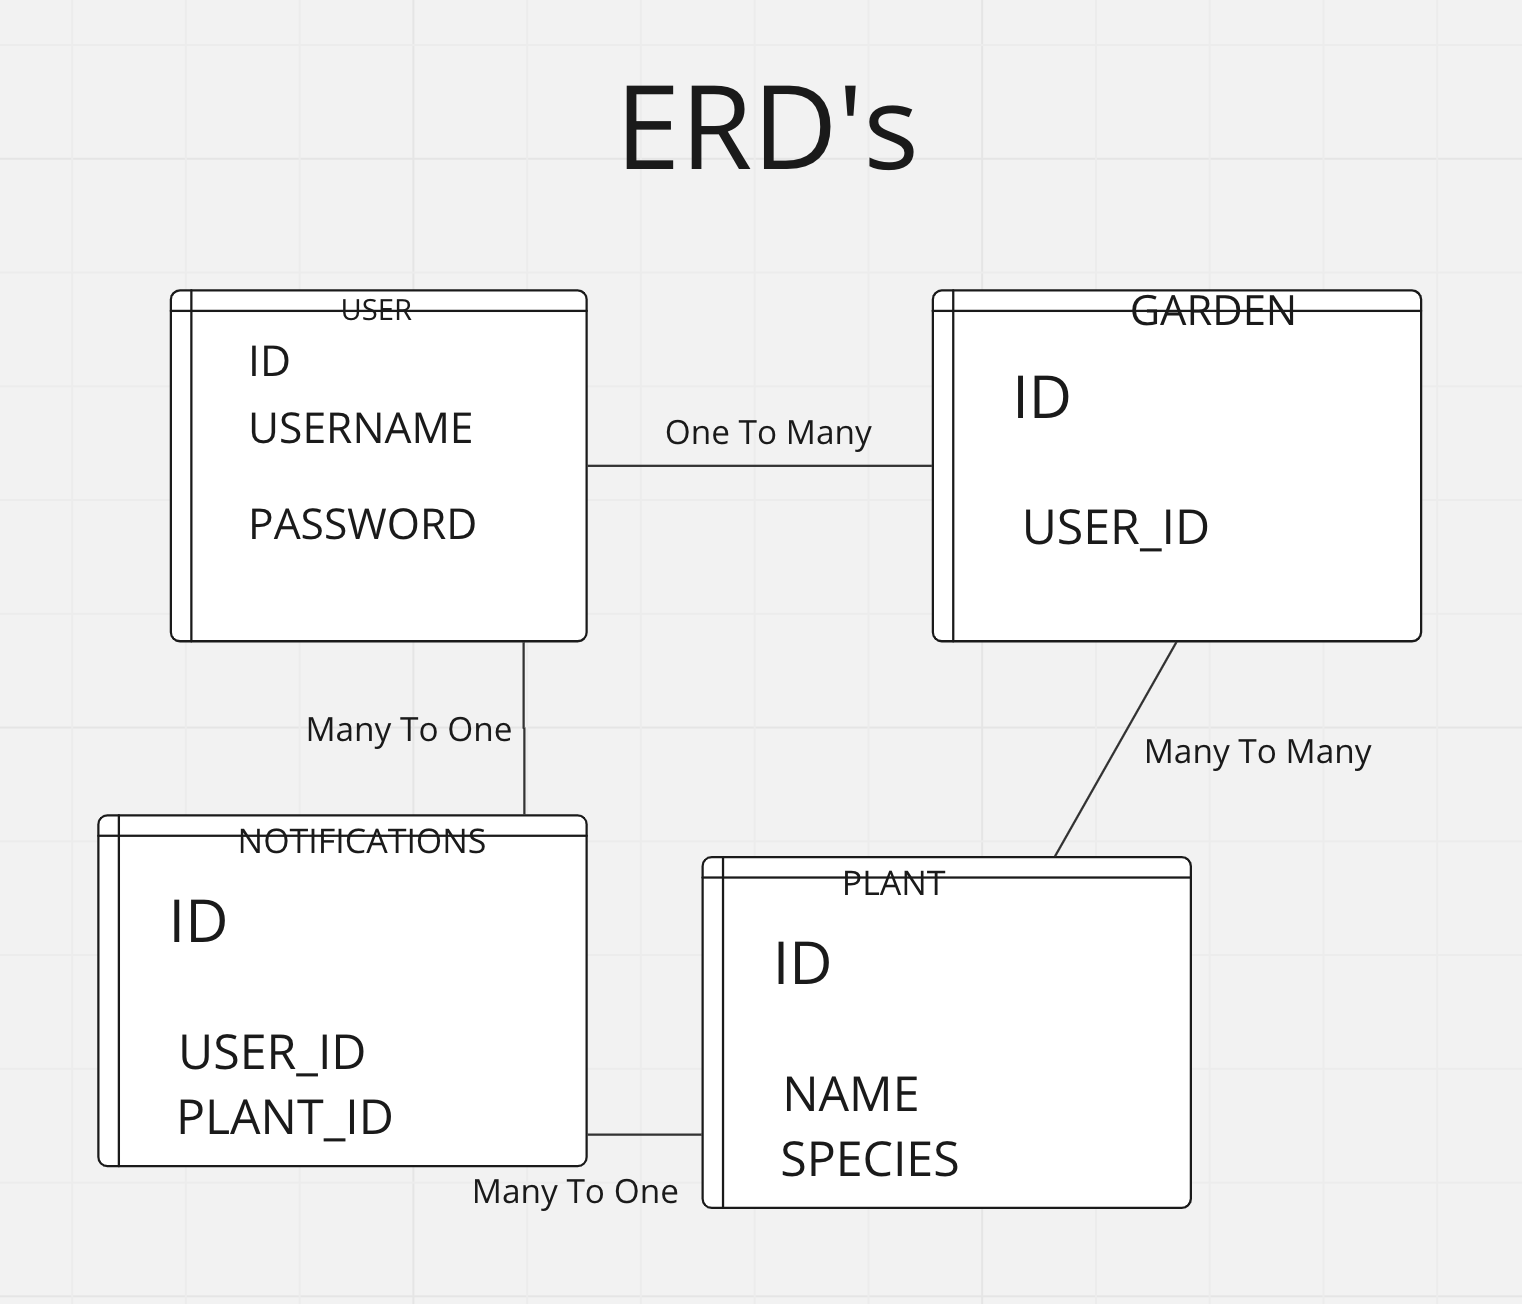 ERD's
USER
ID
USERNAME
PASSWORD
One To Many
GARDEN
ID
USER_ID
Many To One
Many To Many
NOTIFICATIONS
ID
USER_ID
PLANT_ID
Many To One
PLANT
ID
NAME
SPECIES